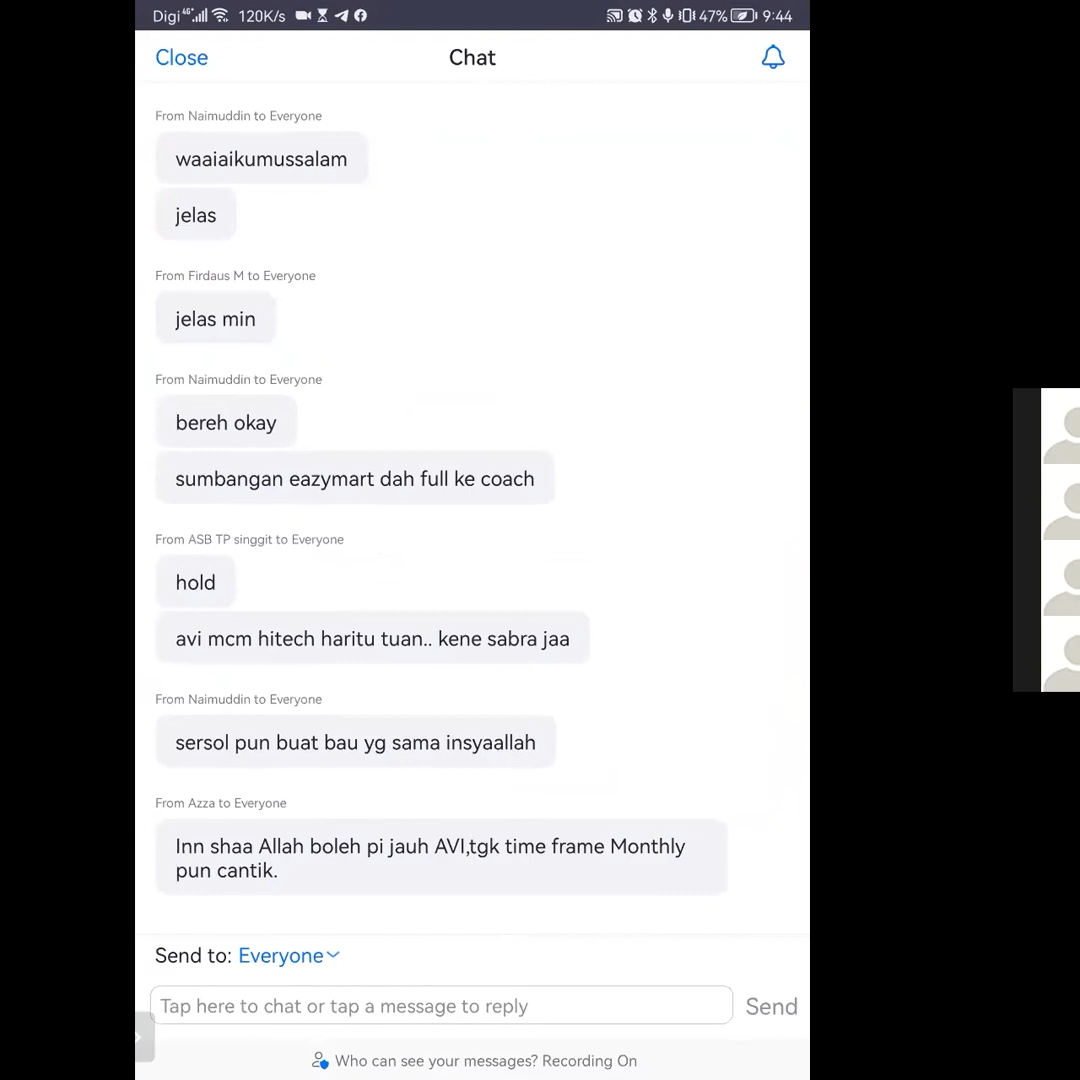 Digi 4G 120K/s 47% 9:44
Close Chat
From Naimuddin to Everyone
waaiaikumussalam
jelas
From Firdaus M to Everyone
jelas min
From Naimuddin to Everyone
bereh okay
sumbangan eazymart dah full ke coach
From ASB TP singgit to Everyone
hold
avi mcm hitech haritu tuan.. kene sabra jaa
From Naimuddin to Everyone
sersol pun buat bau yg sama insyaallah
From Azza to Everyone
Inn shaa Allah boleh pi jauh AVI,tgk time frame Monthly
pun cantik.
Send to: Everyone
Tap here to chat or tap a message to reply Send
Who can see your messages? Recording On